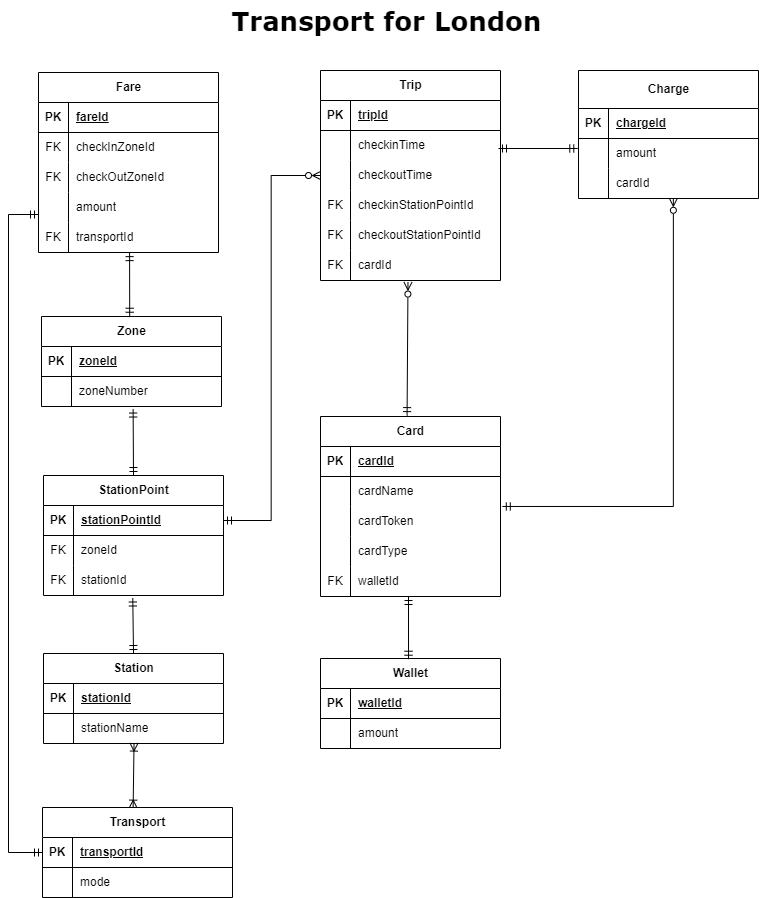 Transport for London
Fare
PK fareId
FK checkInZoneId
FK checkOutZoneId
amount
FK transportId
Zone
PK zoneId
zoneNumber
StationPoint
PK stationPointId
FK zoneId
FK stationId
Station
PK stationId
stationName
Transport
PK transportId
mode
Trip
PK tripId
checkinTime
checkoutTime
FK checkinStationPointId
FK checkoutStationPointId
FK cardId
Card
PK cardId
cardName
cardToken
cardType
FK walletId
Wallet
PK walletId
amount
Charge
PK chargeId
amount
cardId